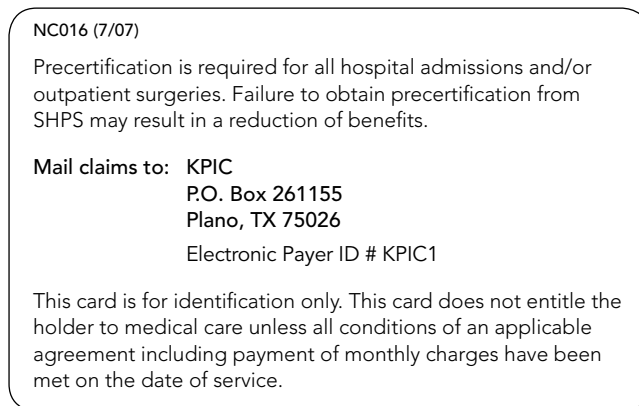 NC016 (7/07)
Precertification is required for all hospital admissions and/or
outpatient surgeries. Failure to obtain precertification from
SHPS may result in a reduction of benefits.
Mail claims to: KPIC
P.O. Box 261155
Plano, TX 75026
Electronic Payer ID # KPIC1
This card is for identification only. This card does not entitle the
holder to medical care unless all conditions of an applicable
agreement including payment of monthly charges have been
met on the date of service.